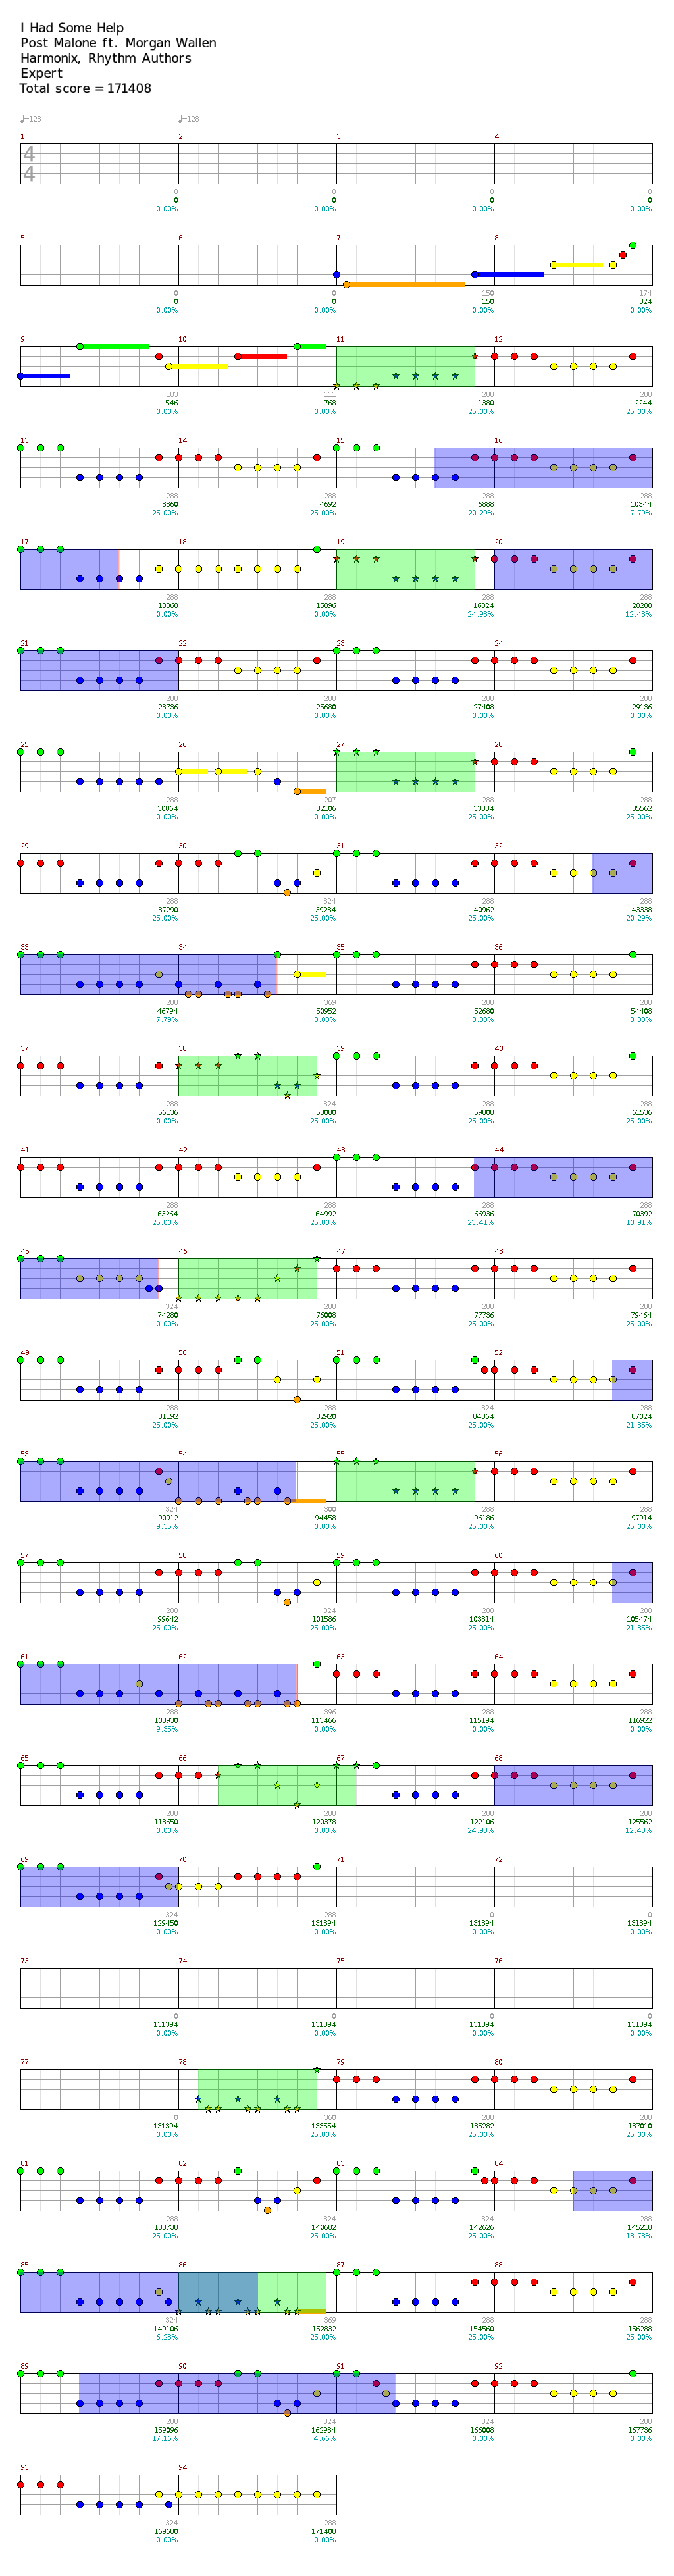 I Had Some Help
Post Malone ft. Morgan Wallen
Harmonix, Rhythm Authors
Expert
Total score = 171408
♩=128 ♩=128
1 2 3 4
4
4
0 0 0 0
0 0 0 0
0.00% 0.00% 0.00% 0.00%
5 6 7 8
0 0 150 174
0 0 150 324
0.00% 0.00% 0.00% 0.00%
9 10 11 12
183 111 288 288
546 768 1380 2244
0.00% 0.00% 25.00% 25.00%
13 14 15 16
288 288 288 288
3360 4692 6888 10344
25.00% 25.00% 20.29% 7.79%
17 18 19 20
288 288 288 288
13368 15096 16824 20280
0.00% 0.00% 24.98% 12.48%
21 22 23 24
288 288 288 288
23736 25680 27408 29136
0.00% 0.00% 0.00% 0.00%
25 26 27 28
288 207 288 288
30864 32106 33834 35562
0.00% 0.00% 25.00% 25.00%
29 30 31 32
288 324 288 288
37290 39234 40962 43338
25.00% 25.00% 25.00% 20.29%
33 34 35 36
288 369 288 288
46794 50952 52680 54408
7.79% 0.00% 0.00% 0.00%
37 38 39 40
288 324 288 288
56136 58080 59808 61536
0.00% 25.00% 25.00% 25.00%
41 42 43 44
288 288 288 288
63264 64992 66936 70392
25.00% 25.00% 23.41% 10.91%
45 46 47 48
324 288 288 288
74280 76008 77736 79464
0.00% 25.00% 25.00% 25.00%
49 50 51 52
288 288 324 288
81192 82920 84864 87024
25.00% 25.00% 25.00% 21.85%
53 54 55 56
324 300 288 288
90912 94458 96186 97914
9.35% 0.00% 25.00% 25.00%
57 58 59 60
288 324 288 288
99642 101586 103314 105474
25.00% 25.00% 25.00% 21.85%
61 62 63 64
288 396 288 288
108930 113466 115194 116922
9.35% 0.00% 0.00% 0.00%
65 66 67 68
288 288 288 288
118650 120378 122106 125562
0.00% 0.00% 24.98% 12.48%
69 70 71 72
324 288 0 0
129450 131394 131394 131394
0.00% 0.00% 0.00% 0.00%
73 74 75 76
0 0 0 0
131394 131394 131394 131394
0.00% 0.00% 0.00% 0.00%
77 78 79 80
0 360 288 288
131394 133554 135282 137010
0.00% 25.00% 25.00% 25.00%
81 82 83 84
288 324 324 288
138738 140682 142626 145218
25.00% 25.00% 25.00% 18.73%
85 86 87 88
324 369 288 288
149106 152832 154560 156288
6.23% 25.00% 25.00% 25.00%
89 90 91 92
288 324 324 288
159096 162984 166008 167736
17.16% 4.66% 0.00% 0.00%
93 94
324 288
169680 171408
0.00% 0.00%